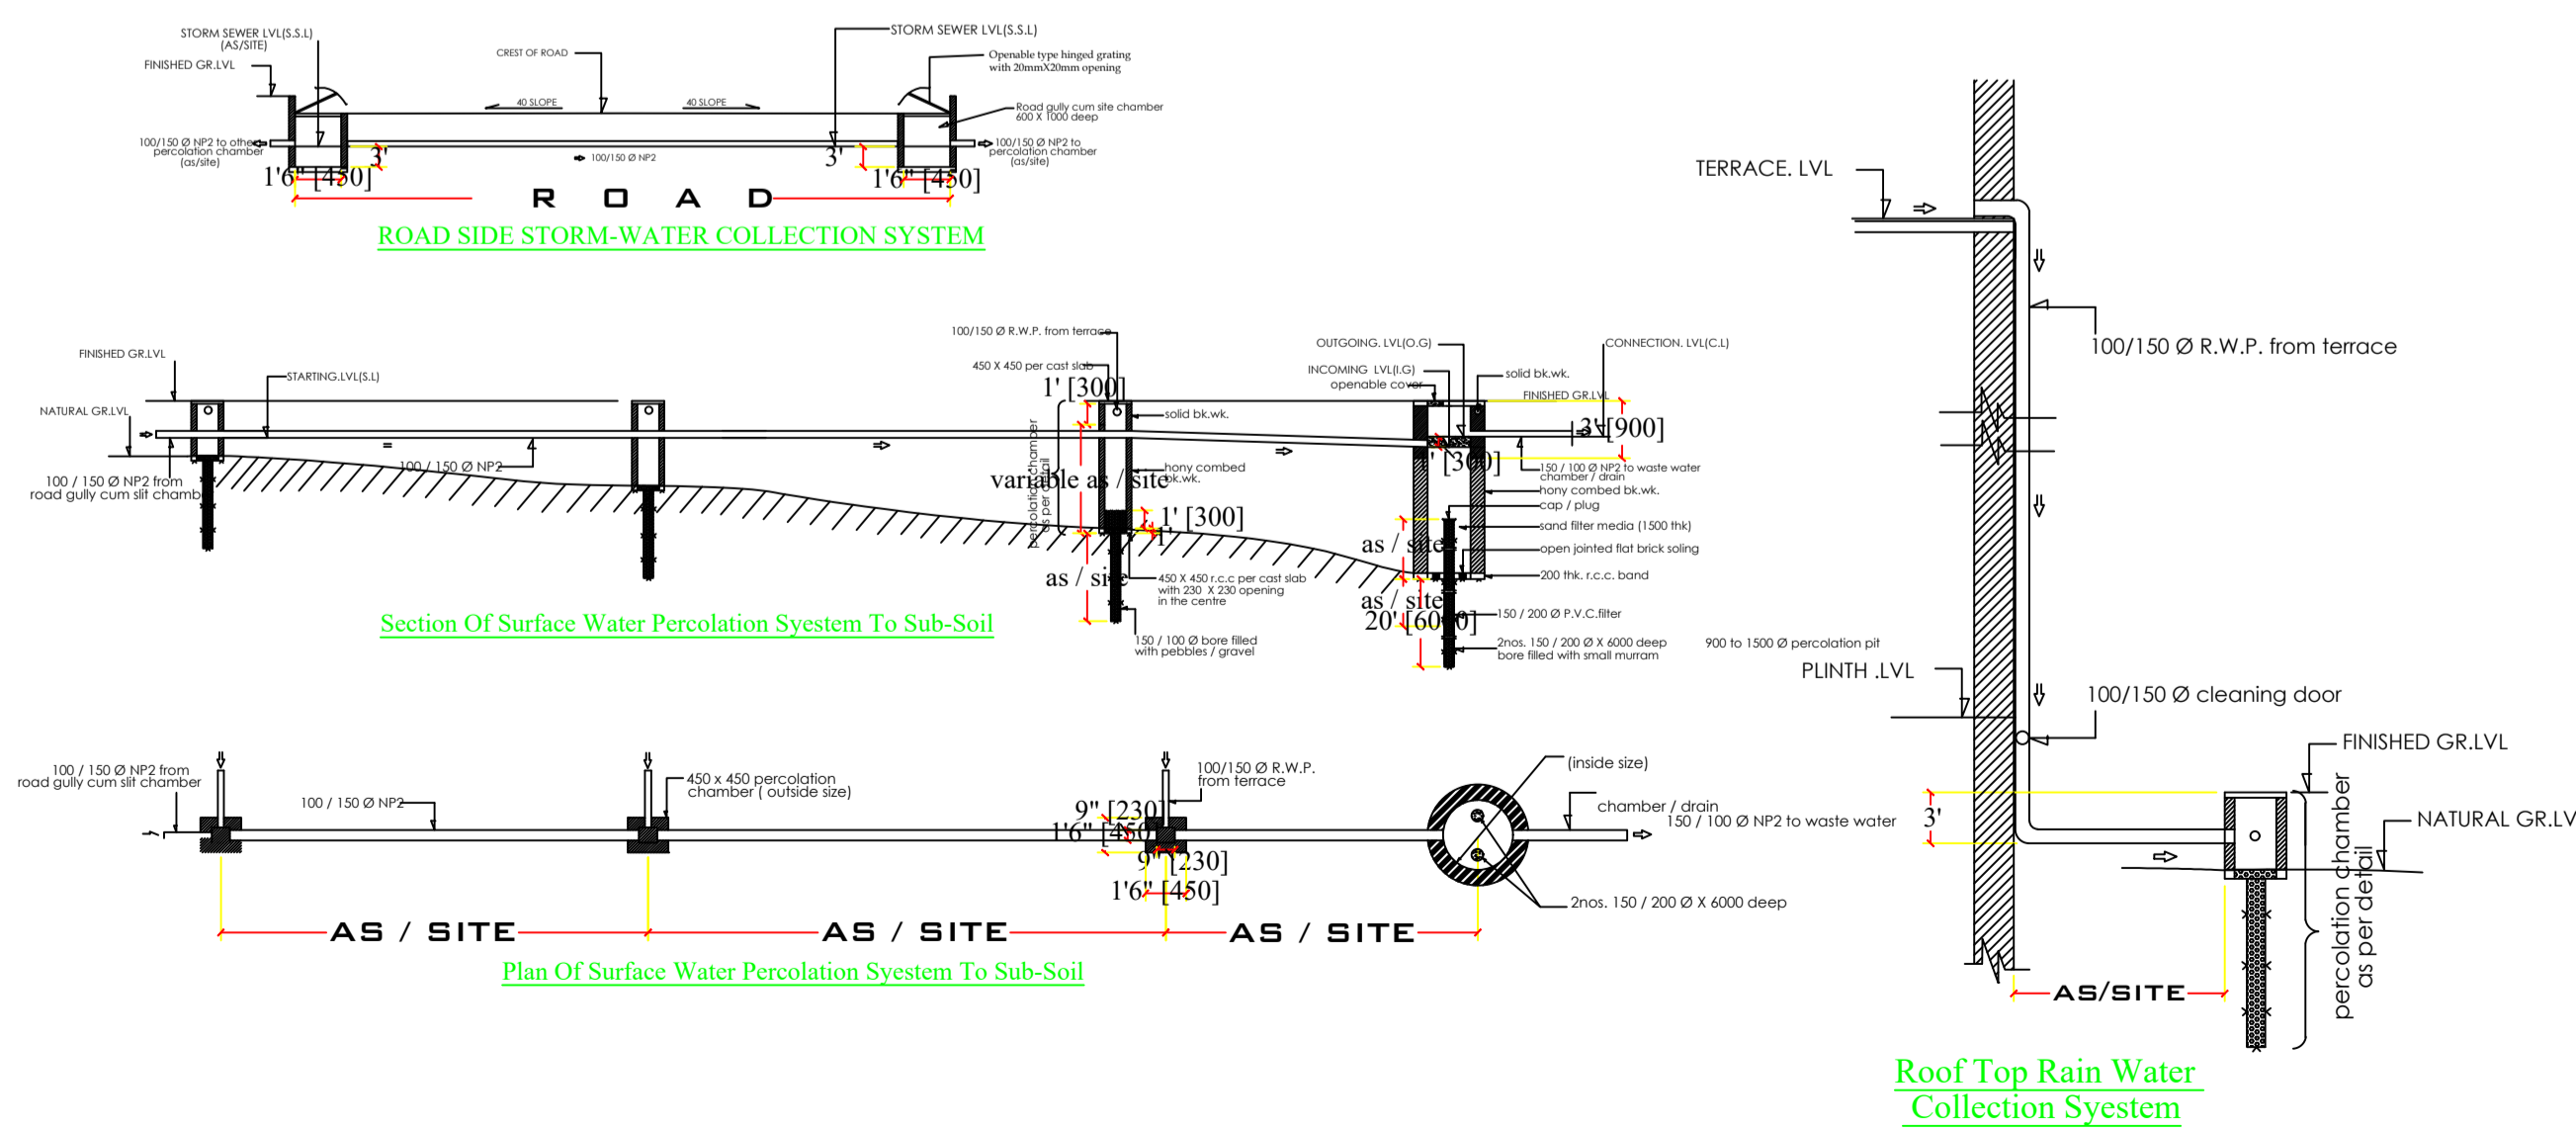 STORM SEWER LVL(S.S.L)
(AS/SITE)
FINISHED GR.LVL
CREST OF ROAD
STORM SEWER LVL(S.S.L)
Openable type hinged grating
with 20mmX20mm opening
40 SLOPE
40 SLOPE
Road gully cum site chamber
600 X 1000 deep
100/150 Ø NP2 to other
percolation chamber
(as/site)
3'
100/150 Ø NP2
3'
100/150 Ø NP2 to
percolation chamber
(as/site)
1'6" [450]
1'6" [450]
R O A D
ROAD SIDE STORM-WATER COLLECTION SYSTEM
100/150 Ø R.W.P. from terrace
FINISHED GR.LVL
STARTING.LVL(S.L)
NATURAL GR.LVL
450 X 450 per cast slab
1' [300]
OUTGOING. LVL(O.G)
CONNECTION. LVL(C.L)
INCOMING LVL(I.G)
openable cover
solid bk.wk.
FINISHED GR.LVL
solid bk.wk.
3' [900]
100 / 150 Ø NP2
100 / 150 Ø NP2 from
road gully cum slit chamb
percolation chamber
as per detail
variable as / site
hony combed
bk.wk.
1' [300]
150 / 100 Ø NP2 to waste water
chamber / drain
hony combed bk.wk.
cap / plug
1' [300]
1'
sand filter media (1500 thk)
as / site
open jointed flat brick soling
as / site
450 X 450 r.c.c per cast slab
with 230 X 230 opening
in the centre
200 thk. r.c.c. band
as / site
20' [6000]
150 / 200 Ø P.V.C.filter
150 / 100 Ø bore filled
with pebbles / gravel
2nos. 150 / 200 Ø X 6000 deep
bore filled with small murram
900 to 1500 Ø percolation pit
Section Of Surface Water Percolation Syestem To Sub-Soil
100 / 150 Ø NP2 from
road gully cum slit chamber
100 / 150 Ø NP2
450 x 450 percolation
chamber ( outside size)
100/150 Ø R.W.P.
from terrace
9" [230]
1'6" [450]
9" [230]
1'6" [450]
(inside size)
chamber / drain
150 / 100 Ø NP2 to waste water
2nos. 150 / 200 Ø X 6000 deep
AS / SITE
AS / SITE
AS / SITE
Plan Of Surface Water Percolation Syestem To Sub-Soil
TERRACE. LVL
100/150 Ø R.W.P. from terrace
PLINTH .LVL
100/150 Ø cleaning door
FINISHED GR.LVL
3'
NATURAL GR.LV
percolation chamber
as per detail
AS/SITE
Roof Top Rain Water
Collection Syestem